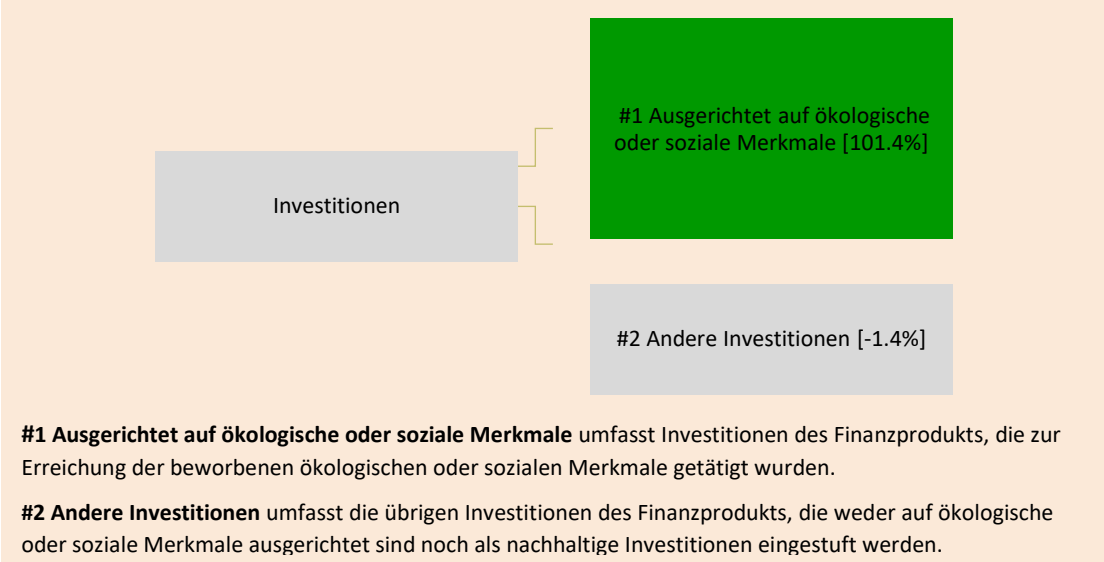 #1 Ausgerichtet auf ökologische
oder soziale Merkmale [101.4%]
Investitionen
#2 Andere Investitionen [-1.4%]
#1 Ausgerichtet auf ökologische oder soziale Merkmale umfasst Investitionen des Finanzprodukts, die zur
Erreichung der beworbenen ökologischen oder sozialen Merkmale getätigt wurden.
#2 Andere Investitionen umfasst die übrigen Investitionen des Finanzprodukts, die weder auf ökologische
oder soziale Merkmale ausgerichtet sind noch als nachhaltige Investitionen eingestuft werden.